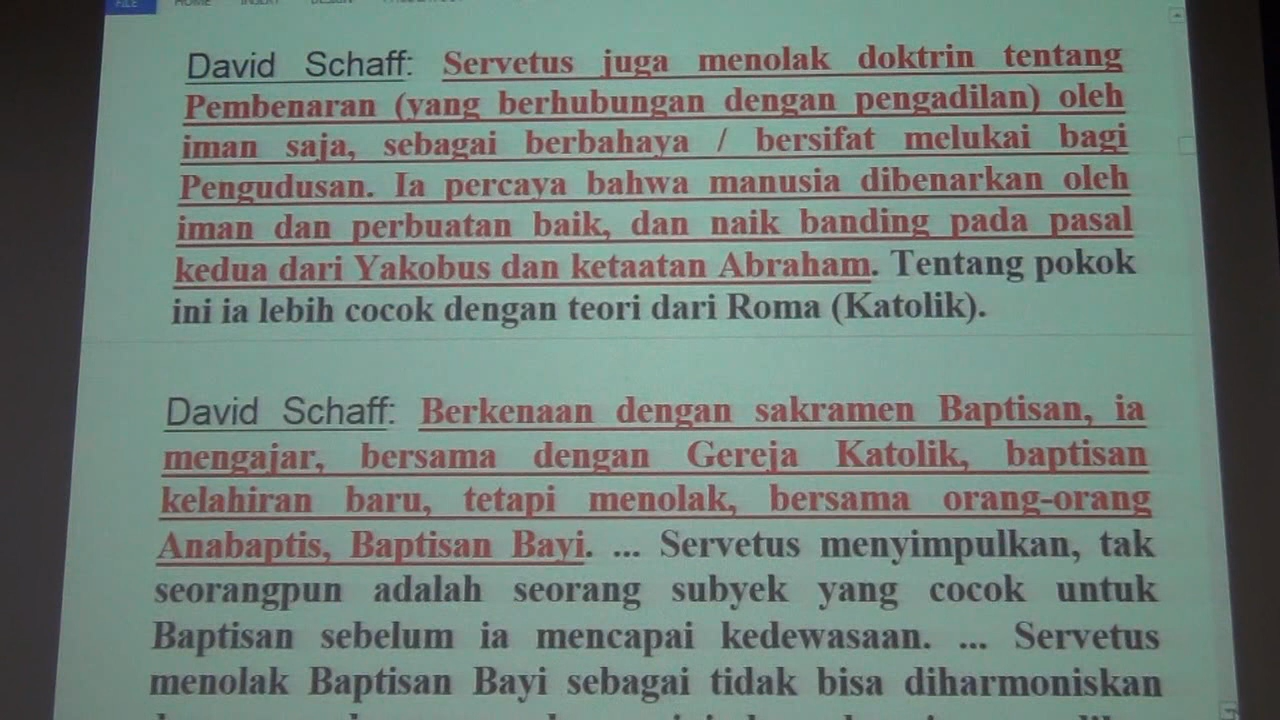 FILE HOME INSERT DESIGN
David Schaff: Servetus juga menolak doktrin tentang
Pembenaran (yang berhubungan dengan pengadilan) oleh
iman saja, sebagai berbahaya / bersifat melukai bagi
Pengudusan. Ia percaya bahwa manusia dibenarkan oleh
iman dan perbuatan baik, dan naik banding pada pasal
kedua dari Yakobus dan ketaatan Abraham. Tentang pokok
ini ia lebih cocok dengan teori dari Roma (Katolik).
David Schaff: Berkenaan dengan sakramen Baptisan, ia
mengajar, bersama dengan Gereja Katolik, baptisan
kelahiran baru, tetapi menolak, bersama orang-orang
Anabaptis, Baptisan Bayi. ... Servetus menyimpulkan, tak
seorangpun adalah seorang subyek yang cocok untuk
Baptisan sebelum ia mencapai kedewasaan. ... Servetus
menolak Baptisan Bayi sebagai tidak bisa diharmoniskan